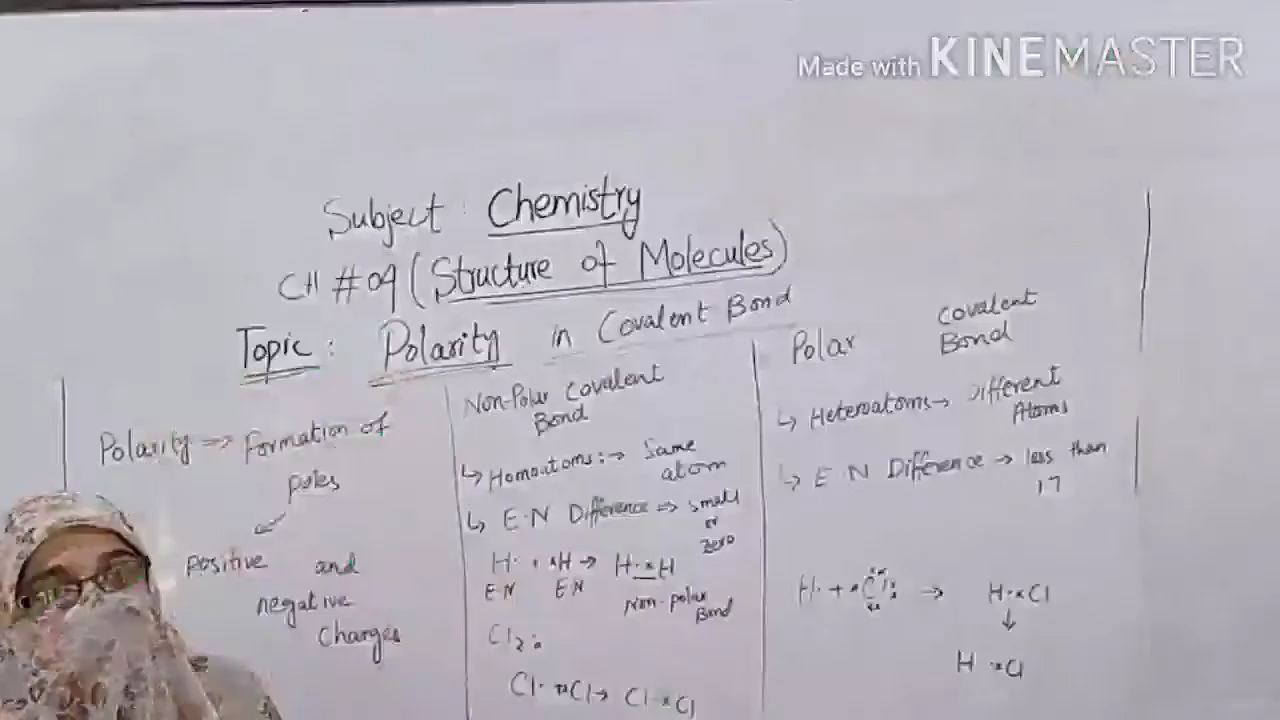 Made with KINEMASTER
Subject : Chemistry
CH # 04 (Structure of Molecules)
Topic : Polarity in Covalent Bond
Polarity => Formation of
poles
Positive and
negative
Charges
Non-Polar Covalent
Bond
↳ Homoatoms :→ Same
atom
↳ E.N Difference => small
or
zero
H· + ×H → H·×H
E·N E·N Non-polar
Bond
Cl₂ :
Cl· ×Cl → Cl·×Cl
Polar Covalent
Bond
↳ Heteroatoms → Different
Atoms
↳ E N Difference → less than
17
H· + ×Cl → H·×Cl
↓
H ·×Cl